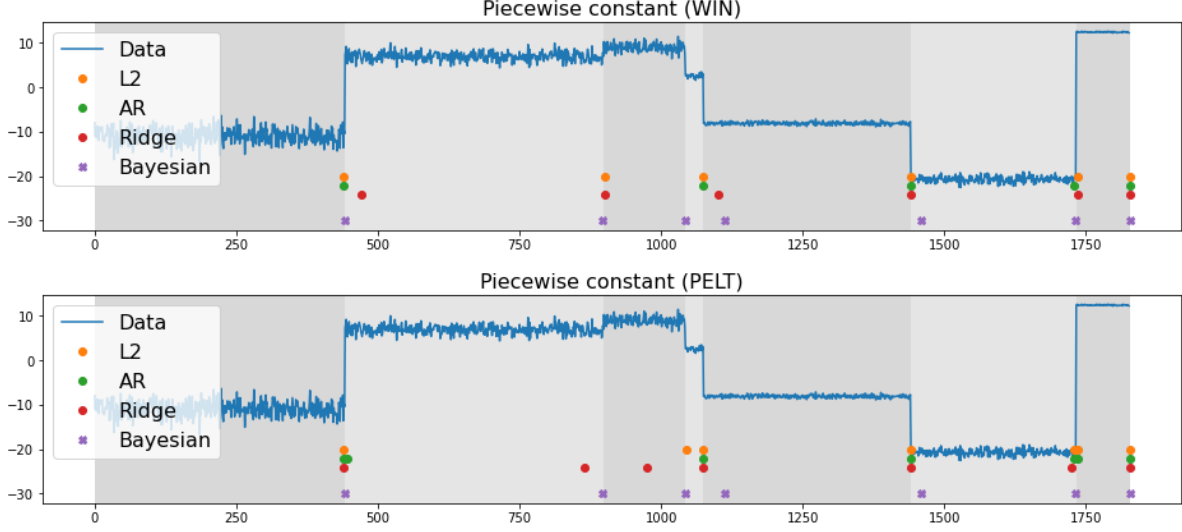 Piecewise constant (WIN)
10
0
−10
−20
−30
Data
L2
AR
Ridge
Bayesian
0 250 500 750 1000 1250 1500 1750
Piecewise constant (PELT)
10
0
−10
−20
−30
Data
L2
AR
Ridge
Bayesian
0 250 500 750 1000 1250 1500 1750